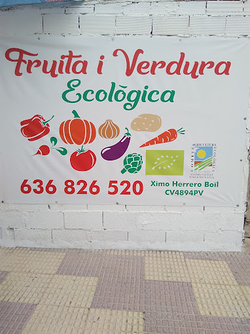 Fruita i Verdura
Ecològica
636 826 520
Ximo Herrero Boil
CV4894PV